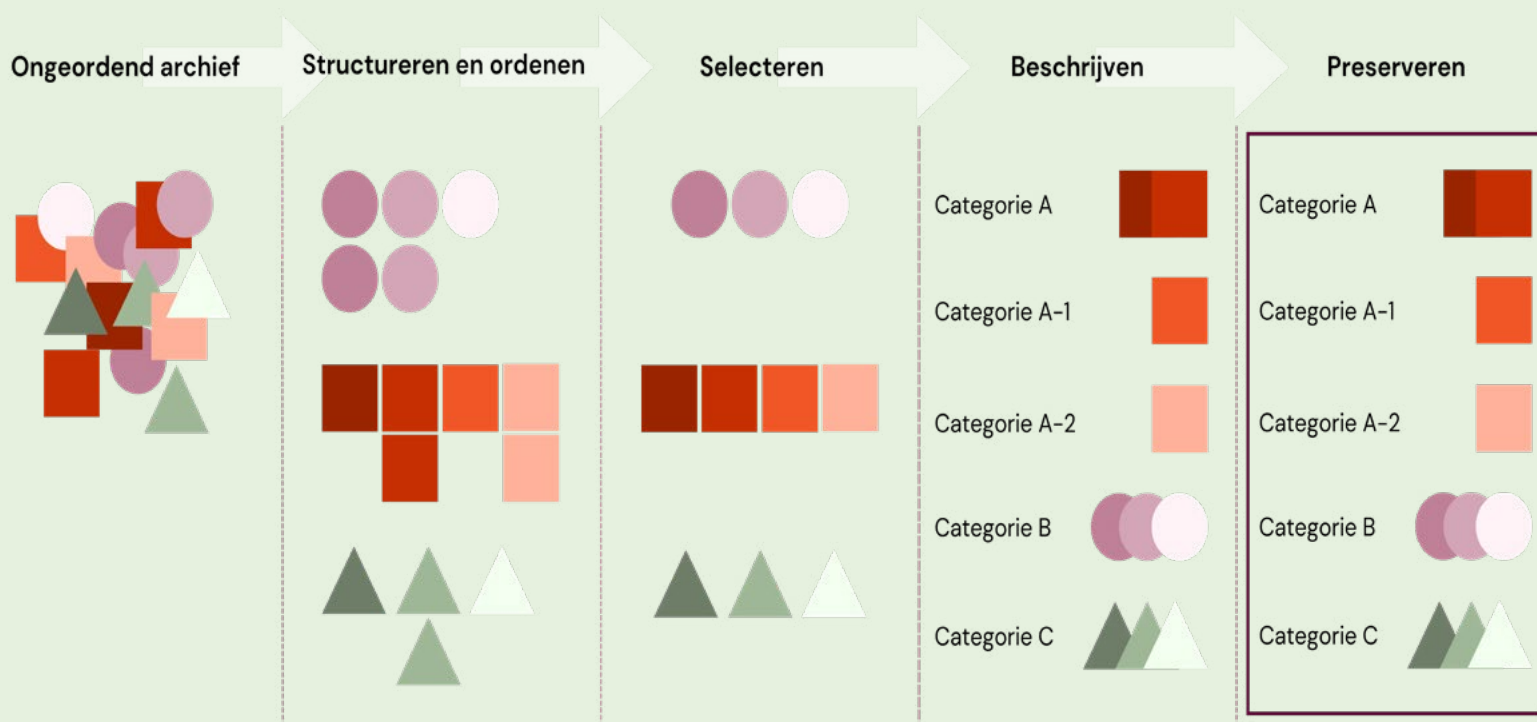 Ongeordend archief
Structureren en ordenen
Selecteren
Beschrijven
Preserveren
Categorie A
Categorie A-1
Categorie A-2
Categorie B
Categorie C
Categorie A
Categorie A-1
Categorie A-2
Categorie B
Categorie C